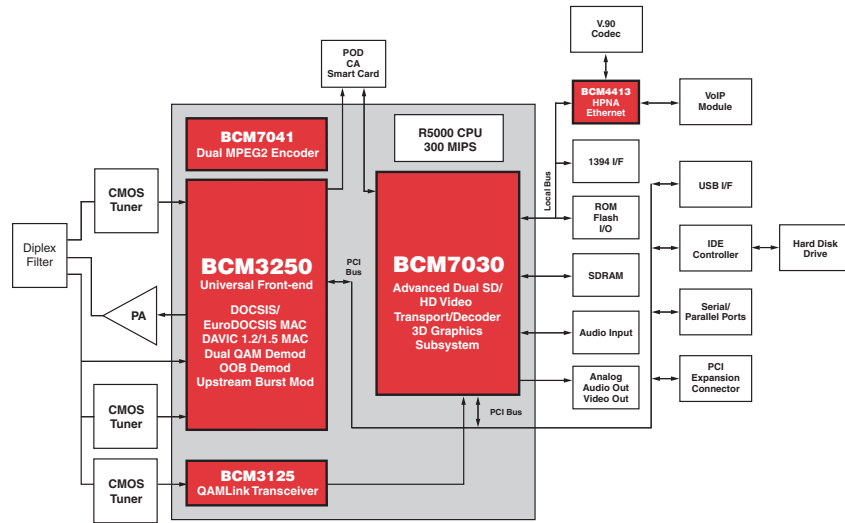 V.90
Codec
POD
CA
Smart Card
BCM4413
HPNA
Ethernet
VoIP
Module
BCM7041
Dual MPEG2 Encoder
R5000 CPU
300 MIPS
1394 I/F
Local Bus
USB I/F
CMOS
Tuner
ROM
Flash
I/O
Diplex
Filter
BCM3250
Universal Front-end
DOCSIS/
EuroDOCSIS MAC
DAVIC 1.2/1.5 MAC
Dual QAM Demod
OOB Demod
Upstream Burst Mod
PCI
Bus
BCM7030
Advanced Dual SD/
HD Video
Transport/Decoder
3D Graphics
Subsystem
IDE
Controller
Hard Disk
Drive
SDRAM
PA
Audio Input
Serial/
Parallel Ports
Analog
Audio Out
Video Out
PCI
Expansion
Connector
CMOS
Tuner
PCI Bus
CMOS
Tuner
BCM3125
QAMLink Transceiver